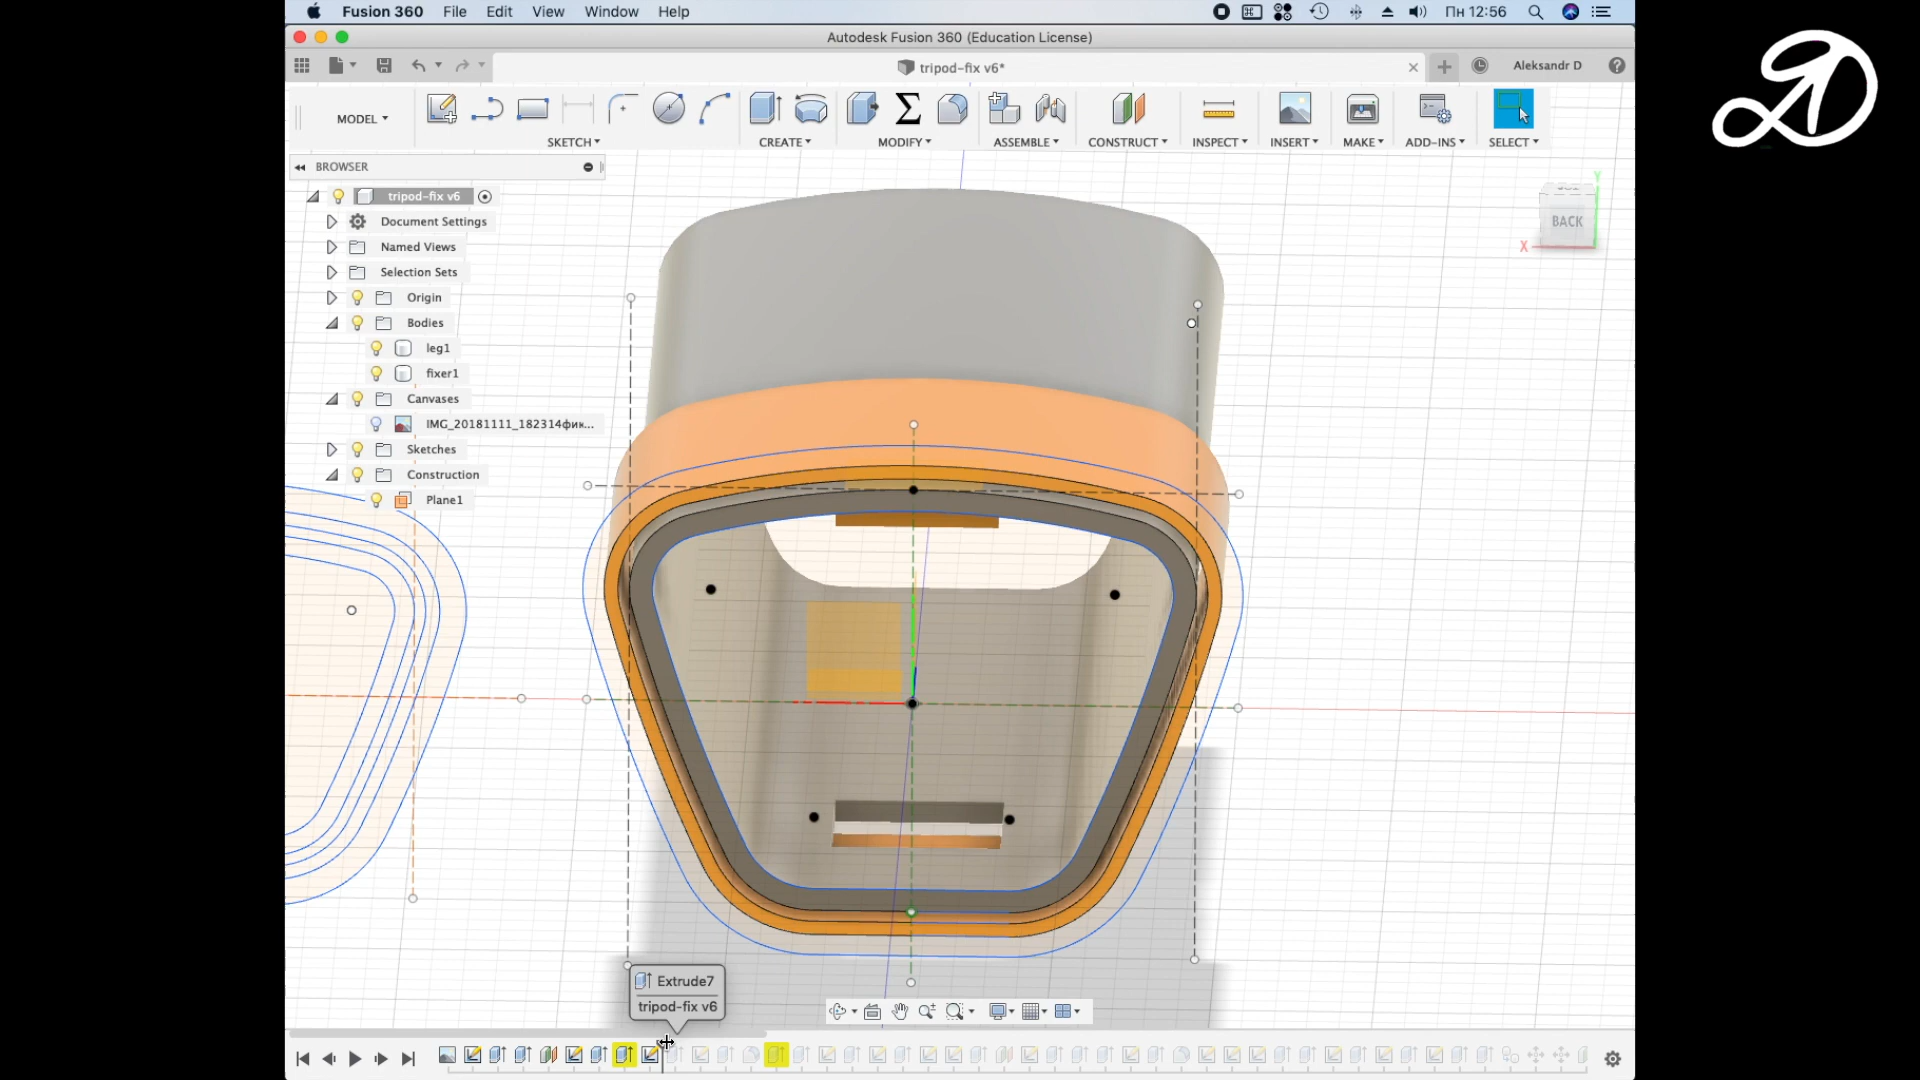 Fusion 360 File Edit View Window Help Пн 12:56
Autodesk Fusion 360 (Education License)
tripod-fix v6* Aleksandr D
MODEL
SKETCH CREATE MODIFY ASSEMBLE CONSTRUCT INSPECT INSERT MAKE ADD-INS SELECT
BROWSER
tripod-fix v6
Document Settings
Named Views
Selection Sets
Origin
Bodies
leg1
fixer1
Canvases
IMG_20181111_182314фик...
Sketches
Construction
Plane1
Y
BACK
X
Extrude7
tripod-fix v6